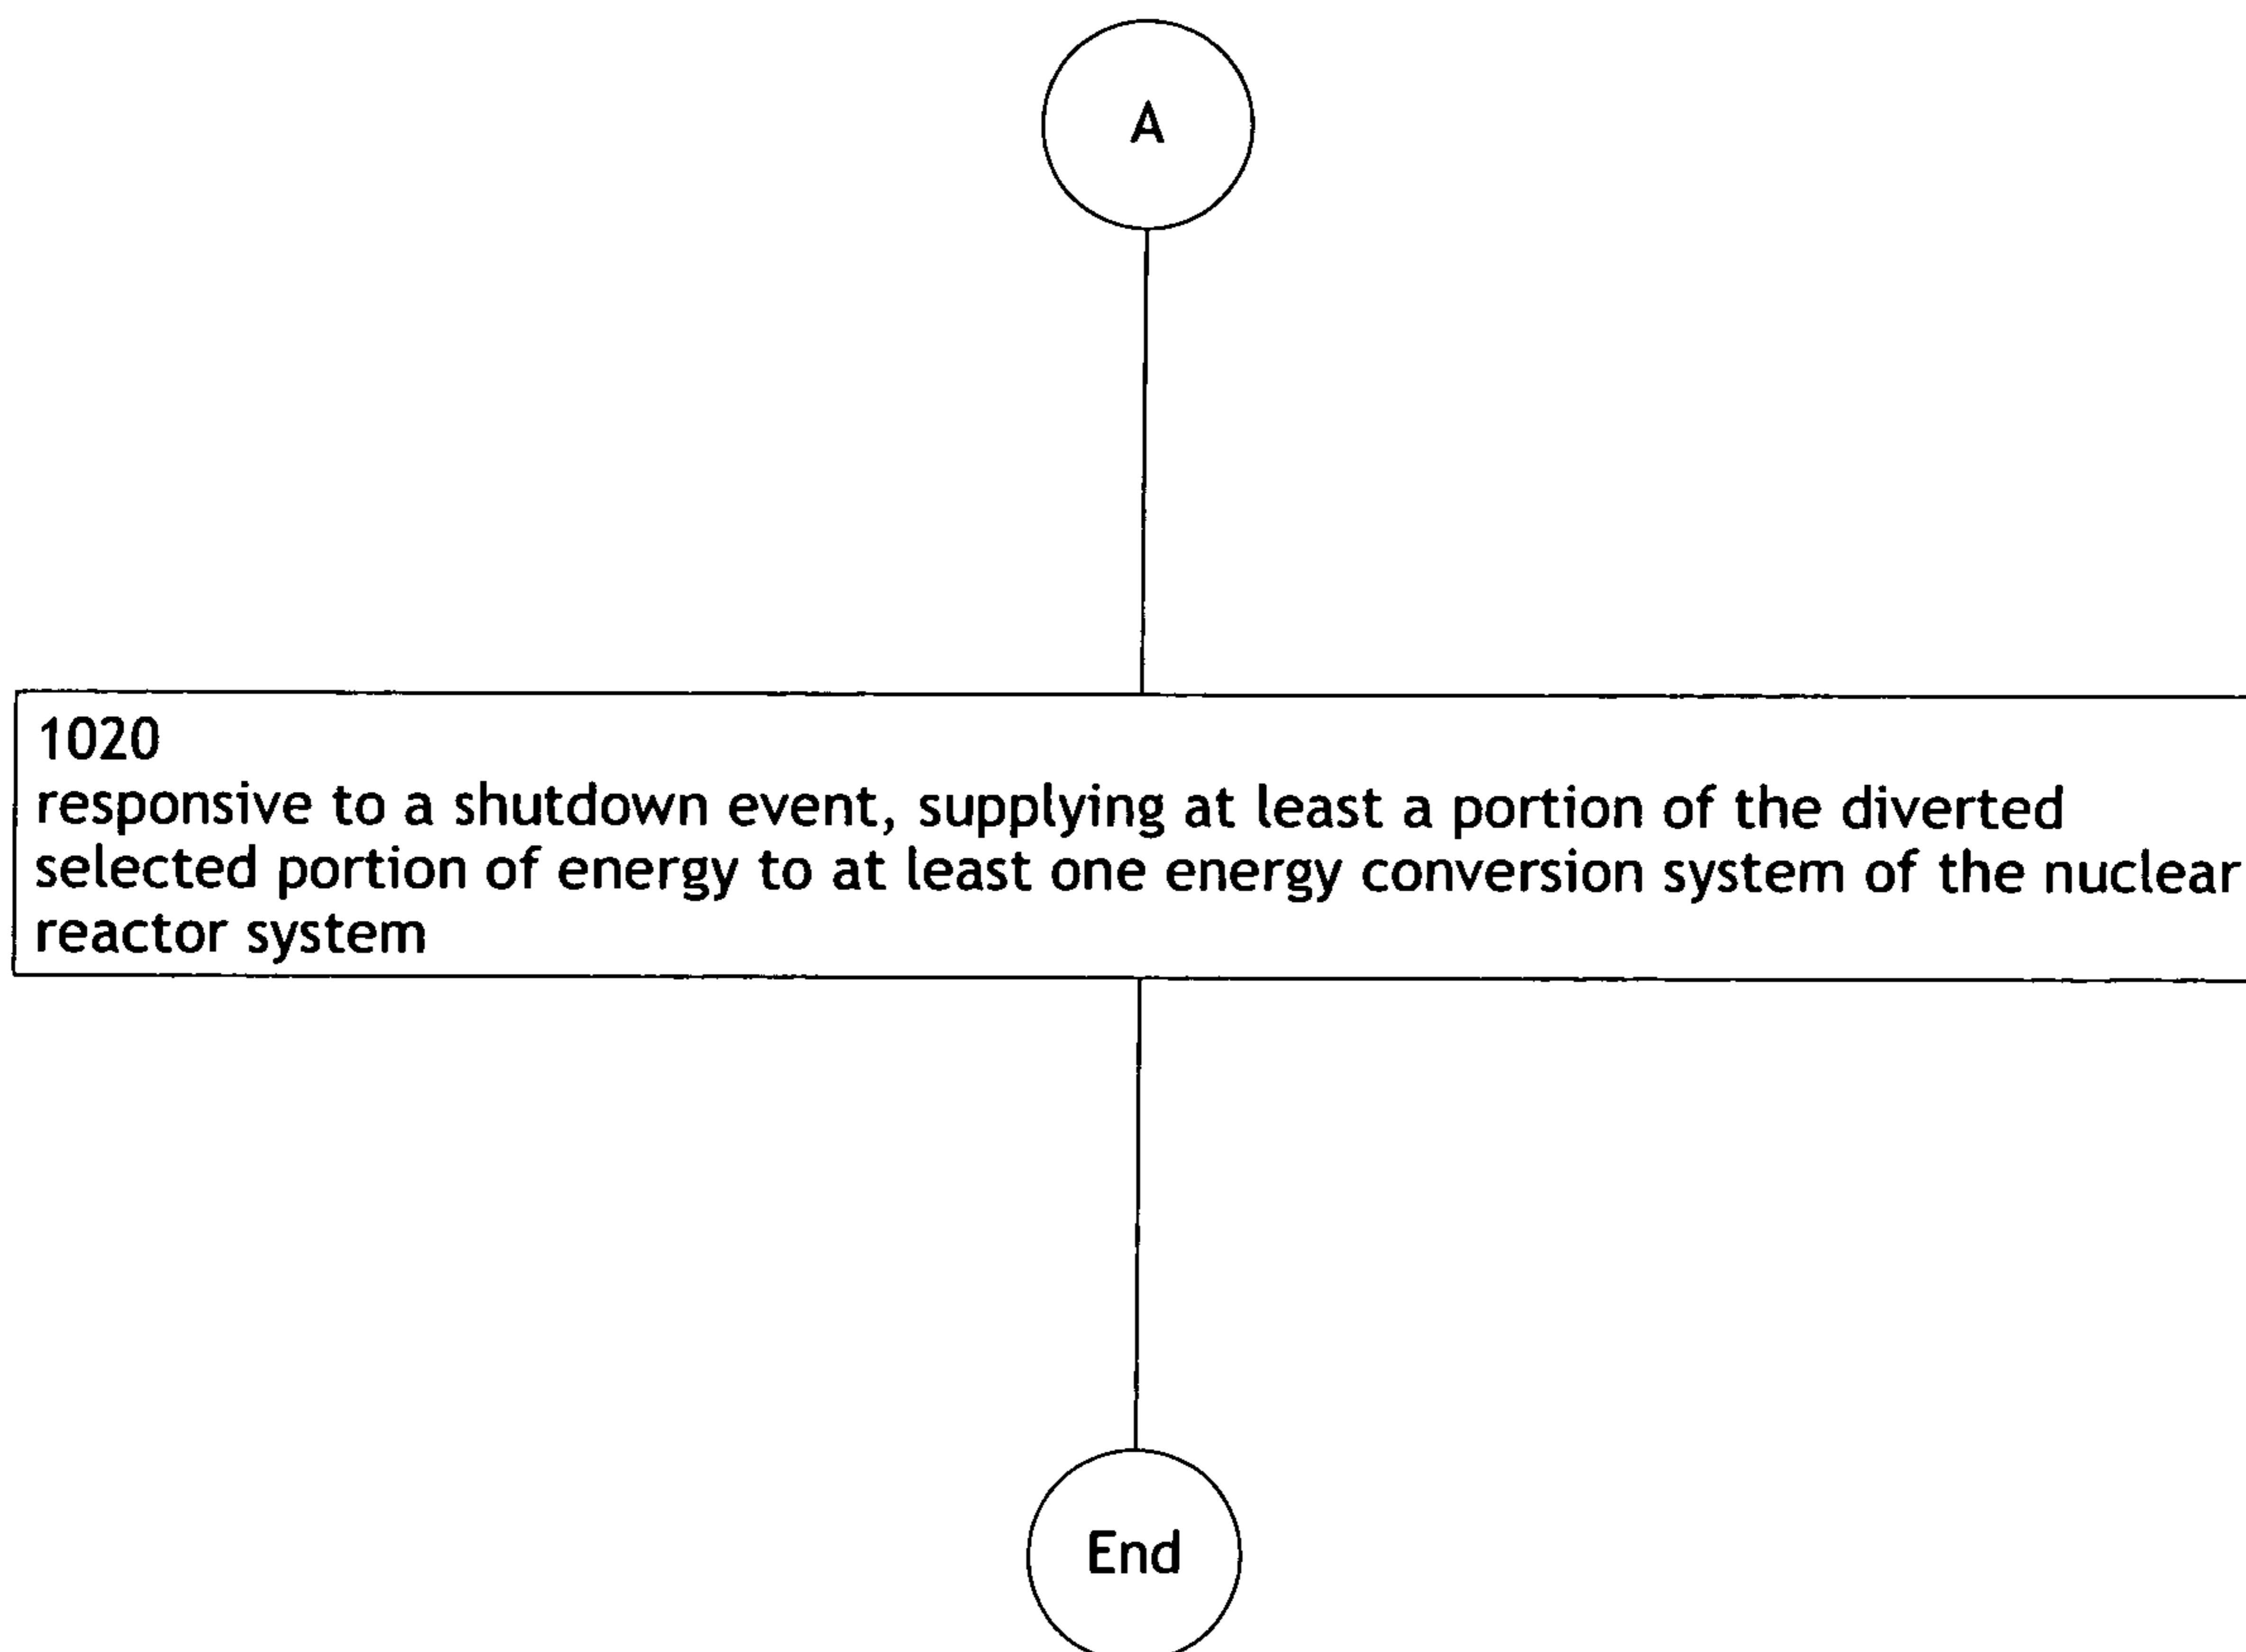 A
1020
responsive to a shutdown event, supplying at least a portion of the diverted
selected portion of energy to at least one energy conversion system of the nuclear
reactor system
End